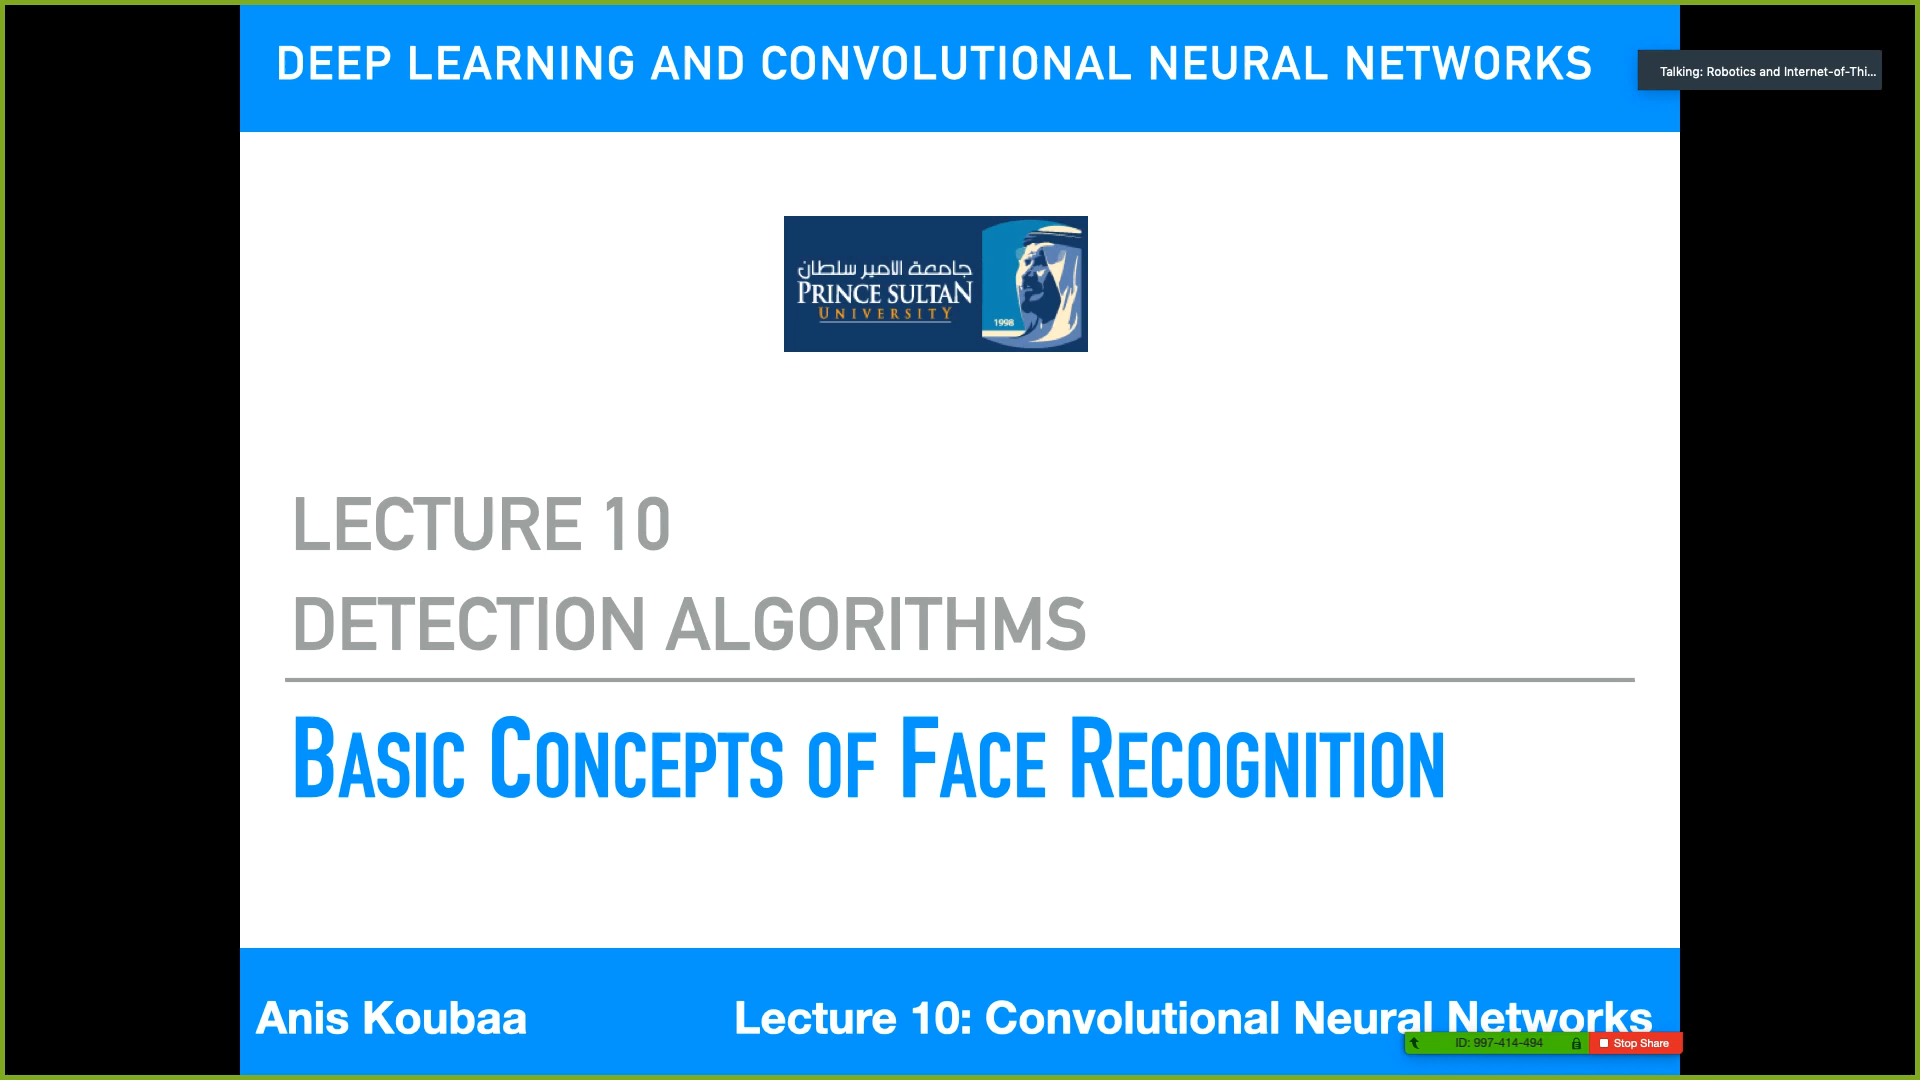 DEEP LEARNING AND CONVOLUTIONAL NEURAL NETWORKS
Talking: Robotics and Internet-of-Thi...
جامعة الامير سلطان
PRINCE SULTAN
UNIVERSITY
1998
LECTURE 10
DETECTION ALGORITHMS
BASIC CONCEPTS OF FACE RECOGNITION
Anis Koubaa
Lecture 10: Convolutional Neural Networks
ID: 997-414-494
Stop Share